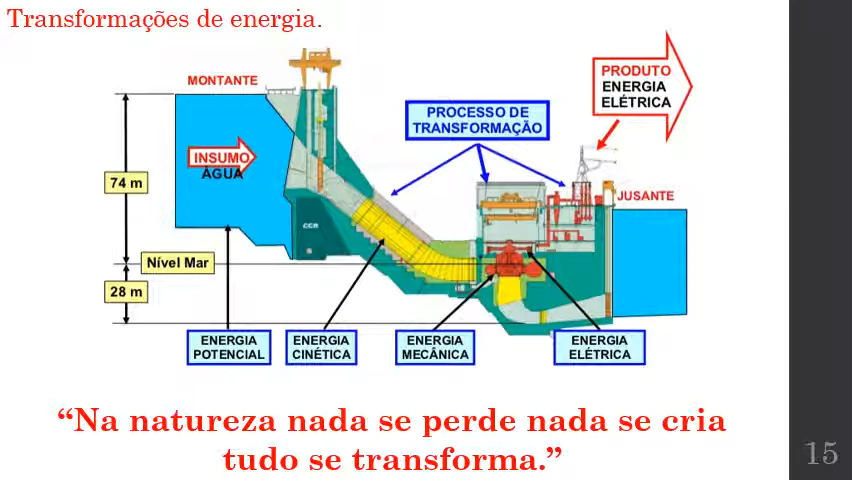 Transformações de energia.
MONTANTE
PRODUTO
ENERGIA
ELÉTRICA
PROCESSO DE
TRANSFORMAÇÃO
INSUMO
ÁGUA
74 m
JUSANTE
CCR
Nível Mar
28 m
ENERGIA
POTENCIAL
ENERGIA
CINÉTICA
ENERGIA
MECÂNICA
ENERGIA
ELÉTRICA
“Na natureza nada se perde nada se cria
tudo se transforma.”
15